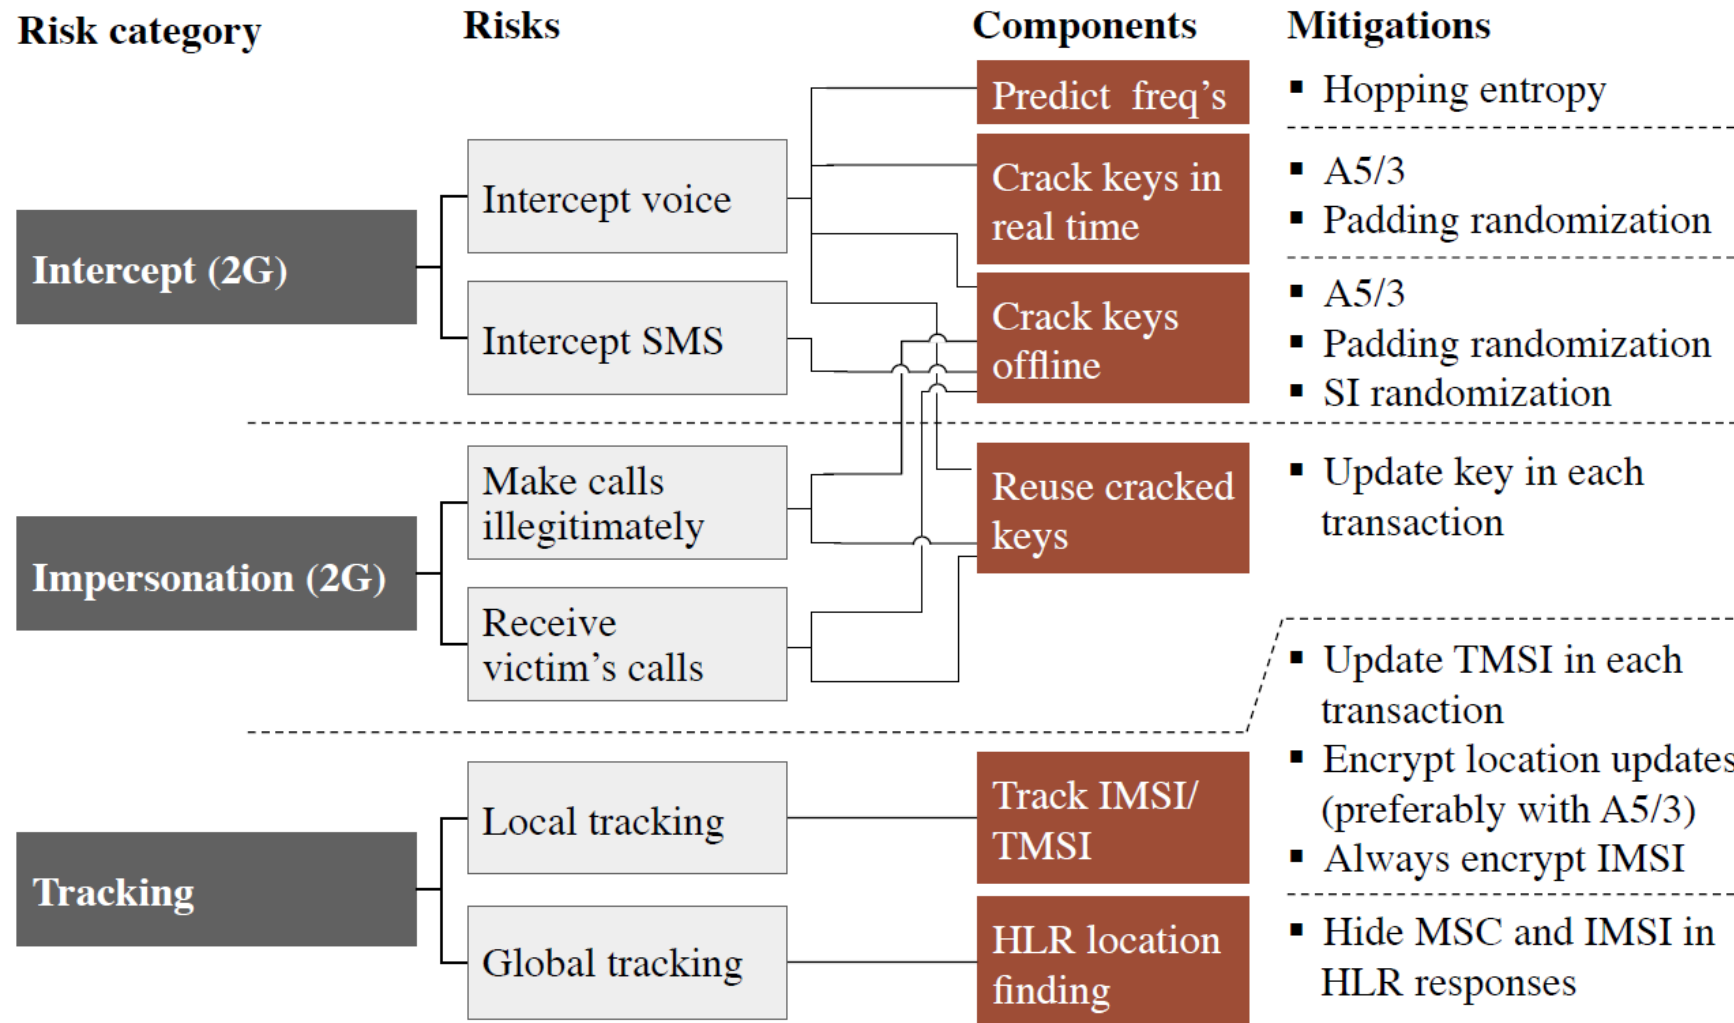 Risk category
Risks
Components
Mitigations
Intercept (2G)
Intercept voice
Intercept SMS
Predict freq's
Crack keys in
real time
Crack keys
offline
▪ Hopping entropy
▪ A5/3
▪ Padding randomization
▪ A5/3
▪ Padding randomization
▪ SI randomization
Impersonation (2G)
Make calls
illegitimately
Receive
victim's calls
Reuse cracked
keys
▪ Update key in each
transaction
Tracking
Local tracking
Global tracking
Track IMSI/
TMSI
HLR location
finding
▪ Update TMSI in each
transaction
▪ Encrypt location updates
(preferably with A5/3)
▪ Always encrypt IMSI
▪ Hide MSC and IMSI in
HLR responses